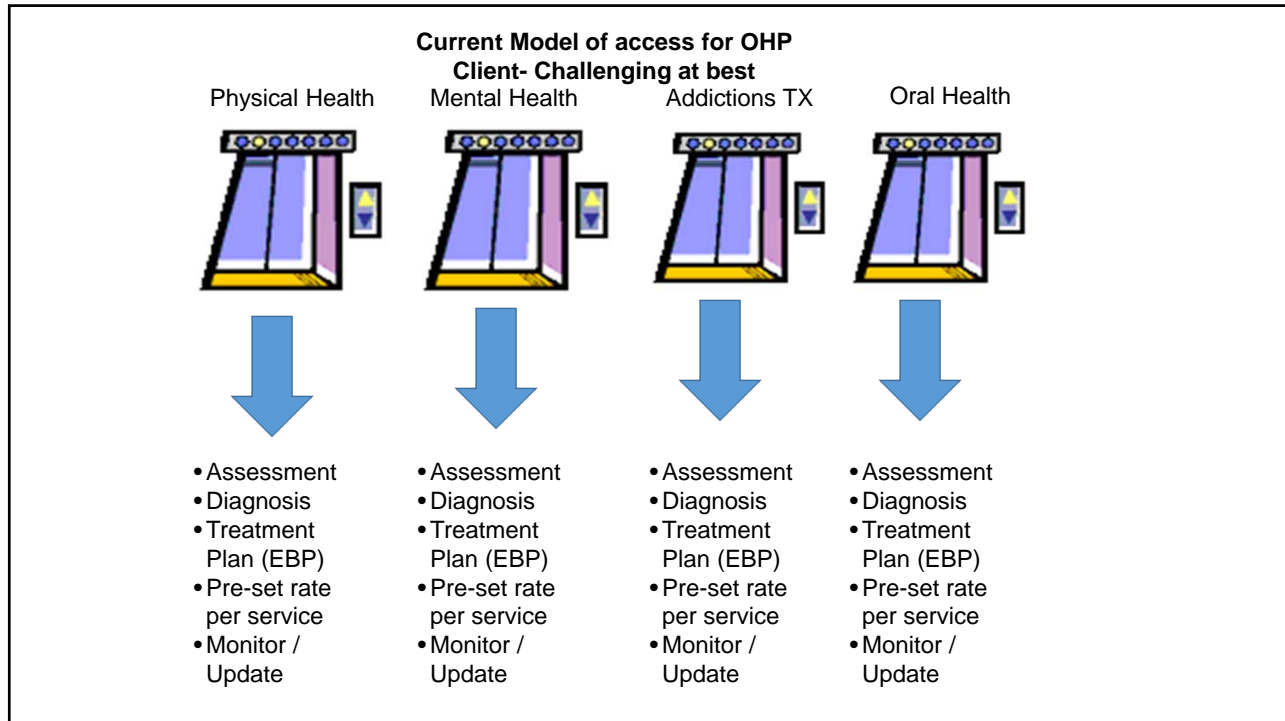 Current Model of access for OHP
Client- Challenging at best
Physical Health
Mental Health
Addictions TX
Oral Health
• Assessment
• Diagnosis
• Treatment
Plan (EBP)
• Pre-set rate
per service
• Monitor /
Update
• Assessment
• Diagnosis
• Treatment
Plan (EBP)
• Pre-set rate
per service
• Monitor /
Update
• Assessment
• Diagnosis
• Treatment
Plan (EBP)
• Pre-set rate
per service
• Monitor /
Update
• Assessment
• Diagnosis
• Treatment
Plan (EBP)
• Pre-set rate
per service
• Monitor /
Update